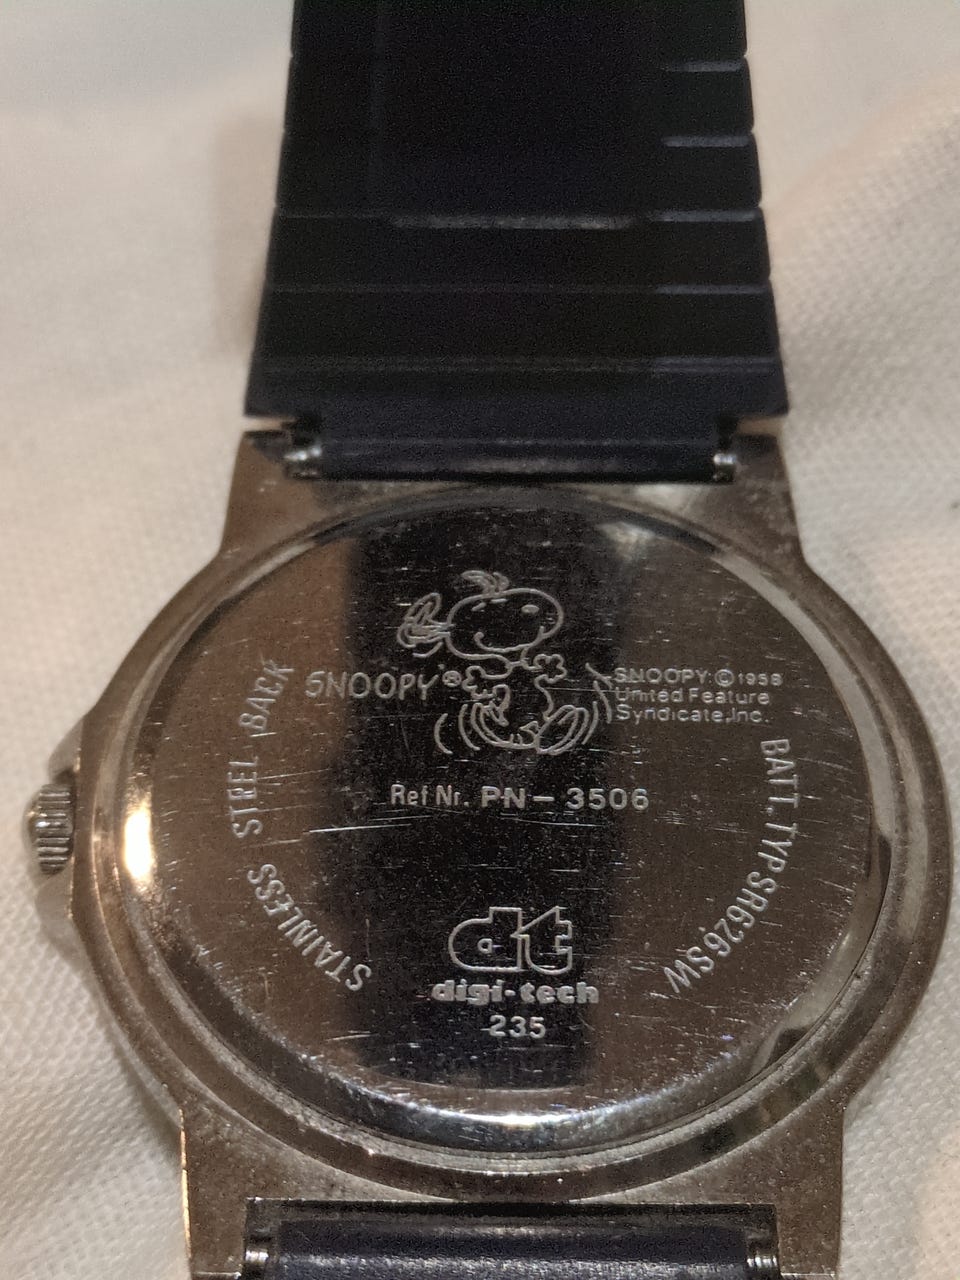 SNOOPY®
SNOOPY: © 1958
United Feature
Syndicate, Inc.
Ref Nr. PN - 3506
STAINLESS STEEL BACK
BATT. TYP SR626SW
dt
digi-tech
235